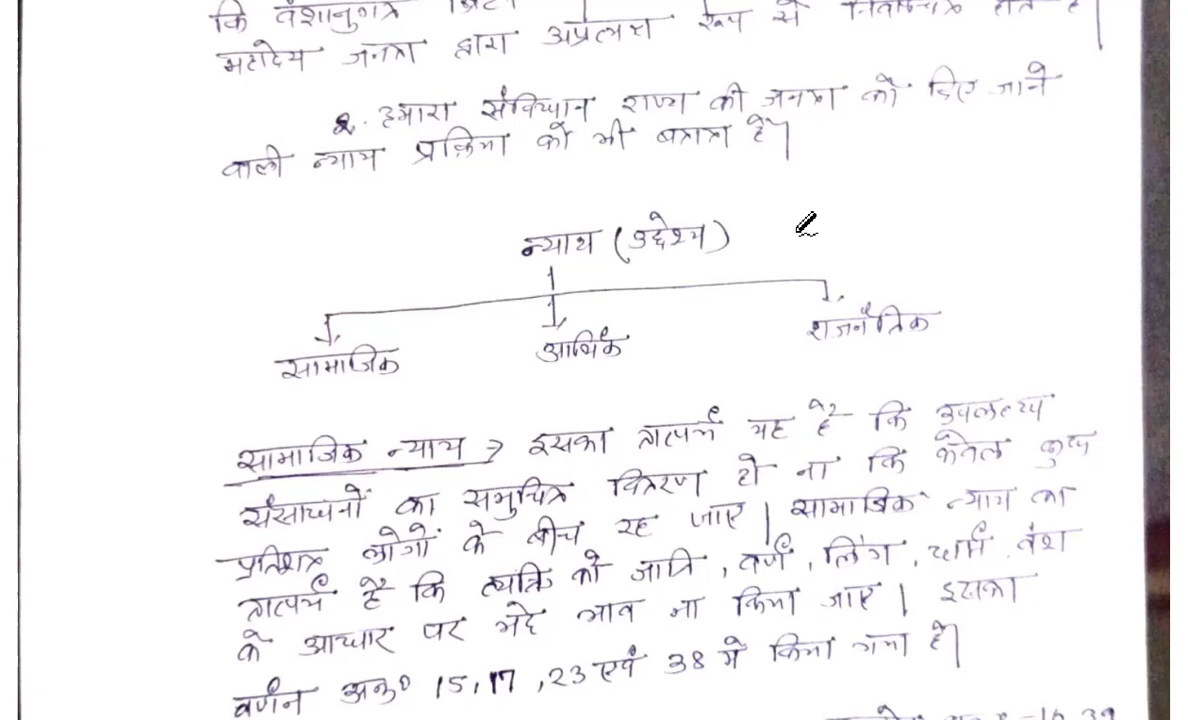 कि वंशानुगत
महादेय जनता द्वारा अप्रत्यक्ष रूप से निर्वाचित होते है।
2. हमारा संविधान राज्य की जनता को दिए जाने
वाली न्याय प्रक्रिया को भी बताता है।
न्याय (उद्देश्य)
सामाजिक आर्थिक राजनैतिक
सामाजिक न्याय → इसका तात्पर्य यह है कि उपलब्ध
संसाधनों का समुचित वितरण हो ना कि केवल कुछ
प्रतिशत लोगों के बीच रह जाए। सामाजिक न्याय का
तात्पर्य है कि व्यक्ति को जाति, वर्ण, लिंग, धर्म, वंश
के आधार पर भेद भाव ना किया जाए। इसका
वर्णन अनु० 15, 17, 23 एवं 38 मे किया गया है।